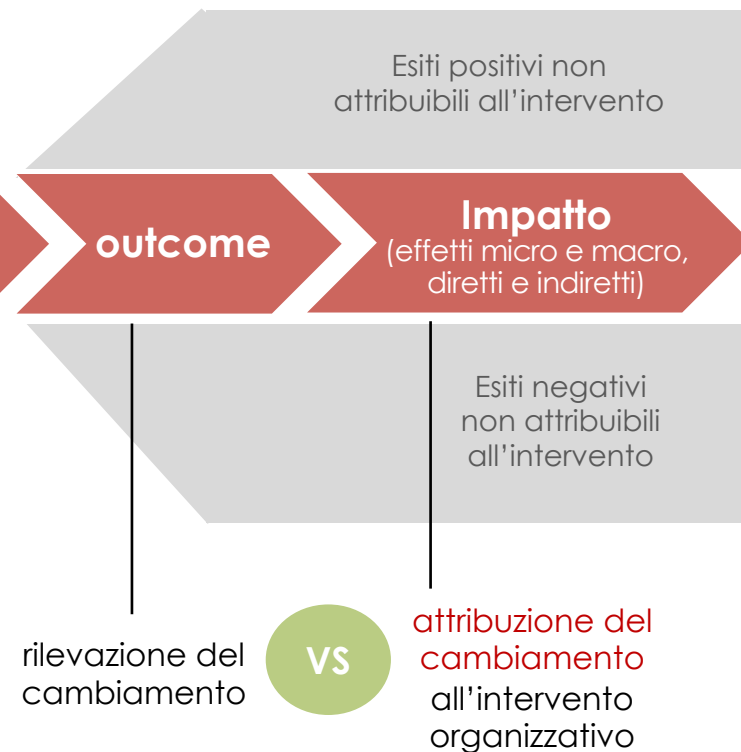 Esiti positivi non
attribuibili all’intervento
outcome
Impatto
(effetti micro e macro,
diretti e indiretti)
Esiti negativi
non attribuibili
all’intervento
rilevazione del
cambiamento
VS
attribuzione del
cambiamento
all’intervento
organizzativo